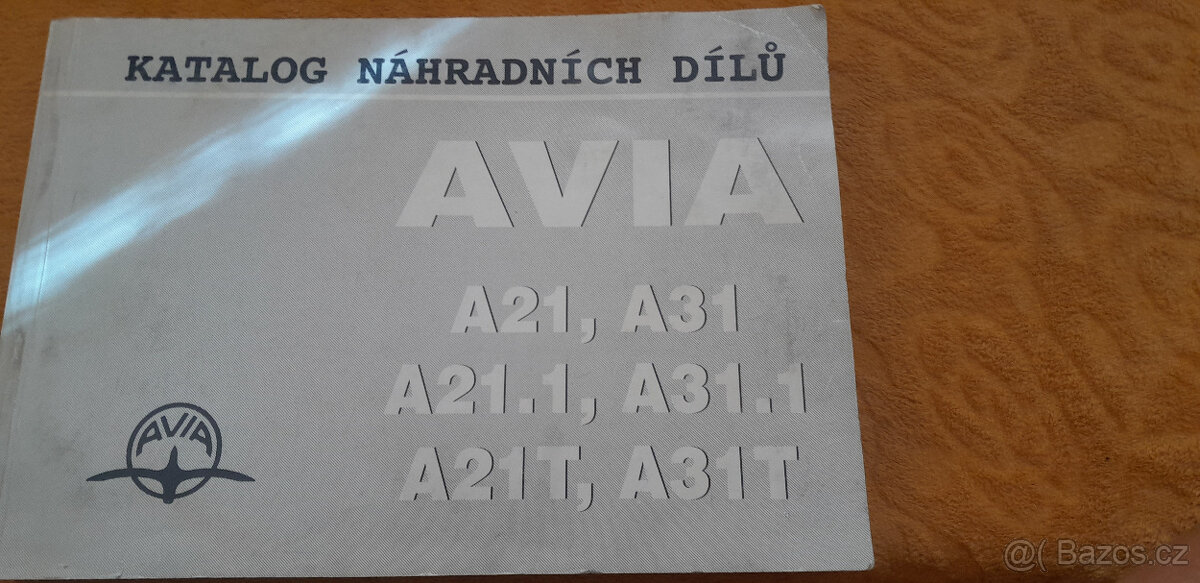 KATALOG NÁHRADNÍCH DÍLŮ
AVIA
A21, A31
A21.1, A31.1
A21T, A31T
AVIA
@( Bazos.cz